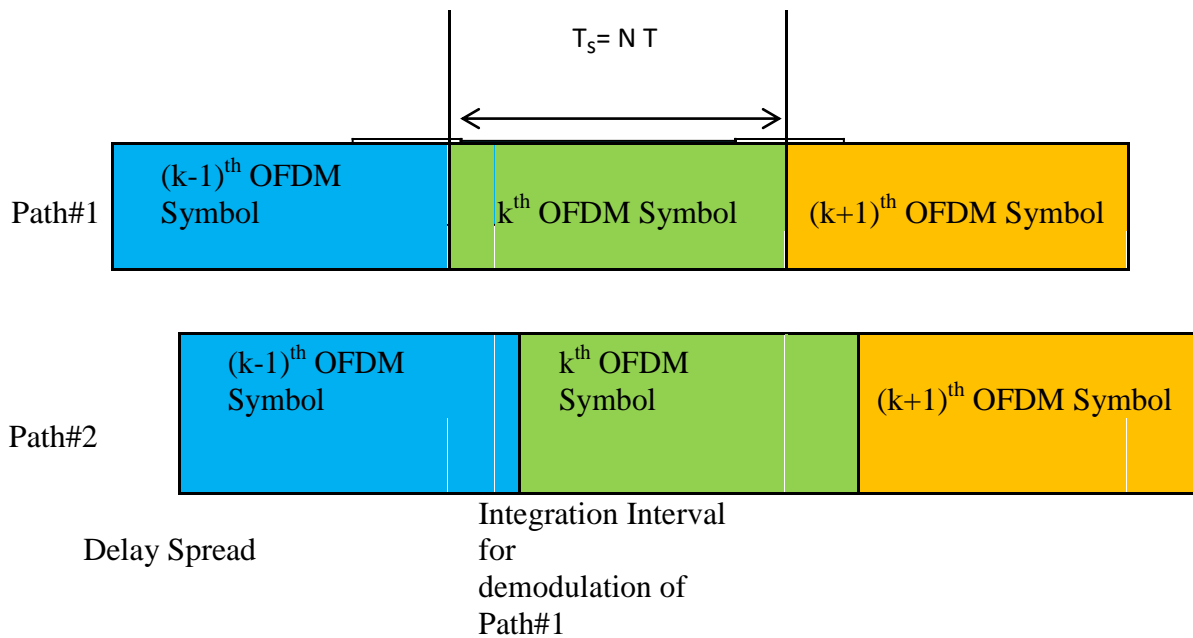 Tₛ= N T
Path#1
(k-1)ᵗʰ OFDM
Symbol
kᵗʰ OFDM Symbol
(k+1)ᵗʰ OFDM Symbol
Path#2
(k-1)ᵗʰ OFDM
Symbol
kᵗʰ OFDM
Symbol
(k+1)ᵗʰ OFDM Symbol
Delay Spread
Integration Interval
for
demodulation of
Path#1